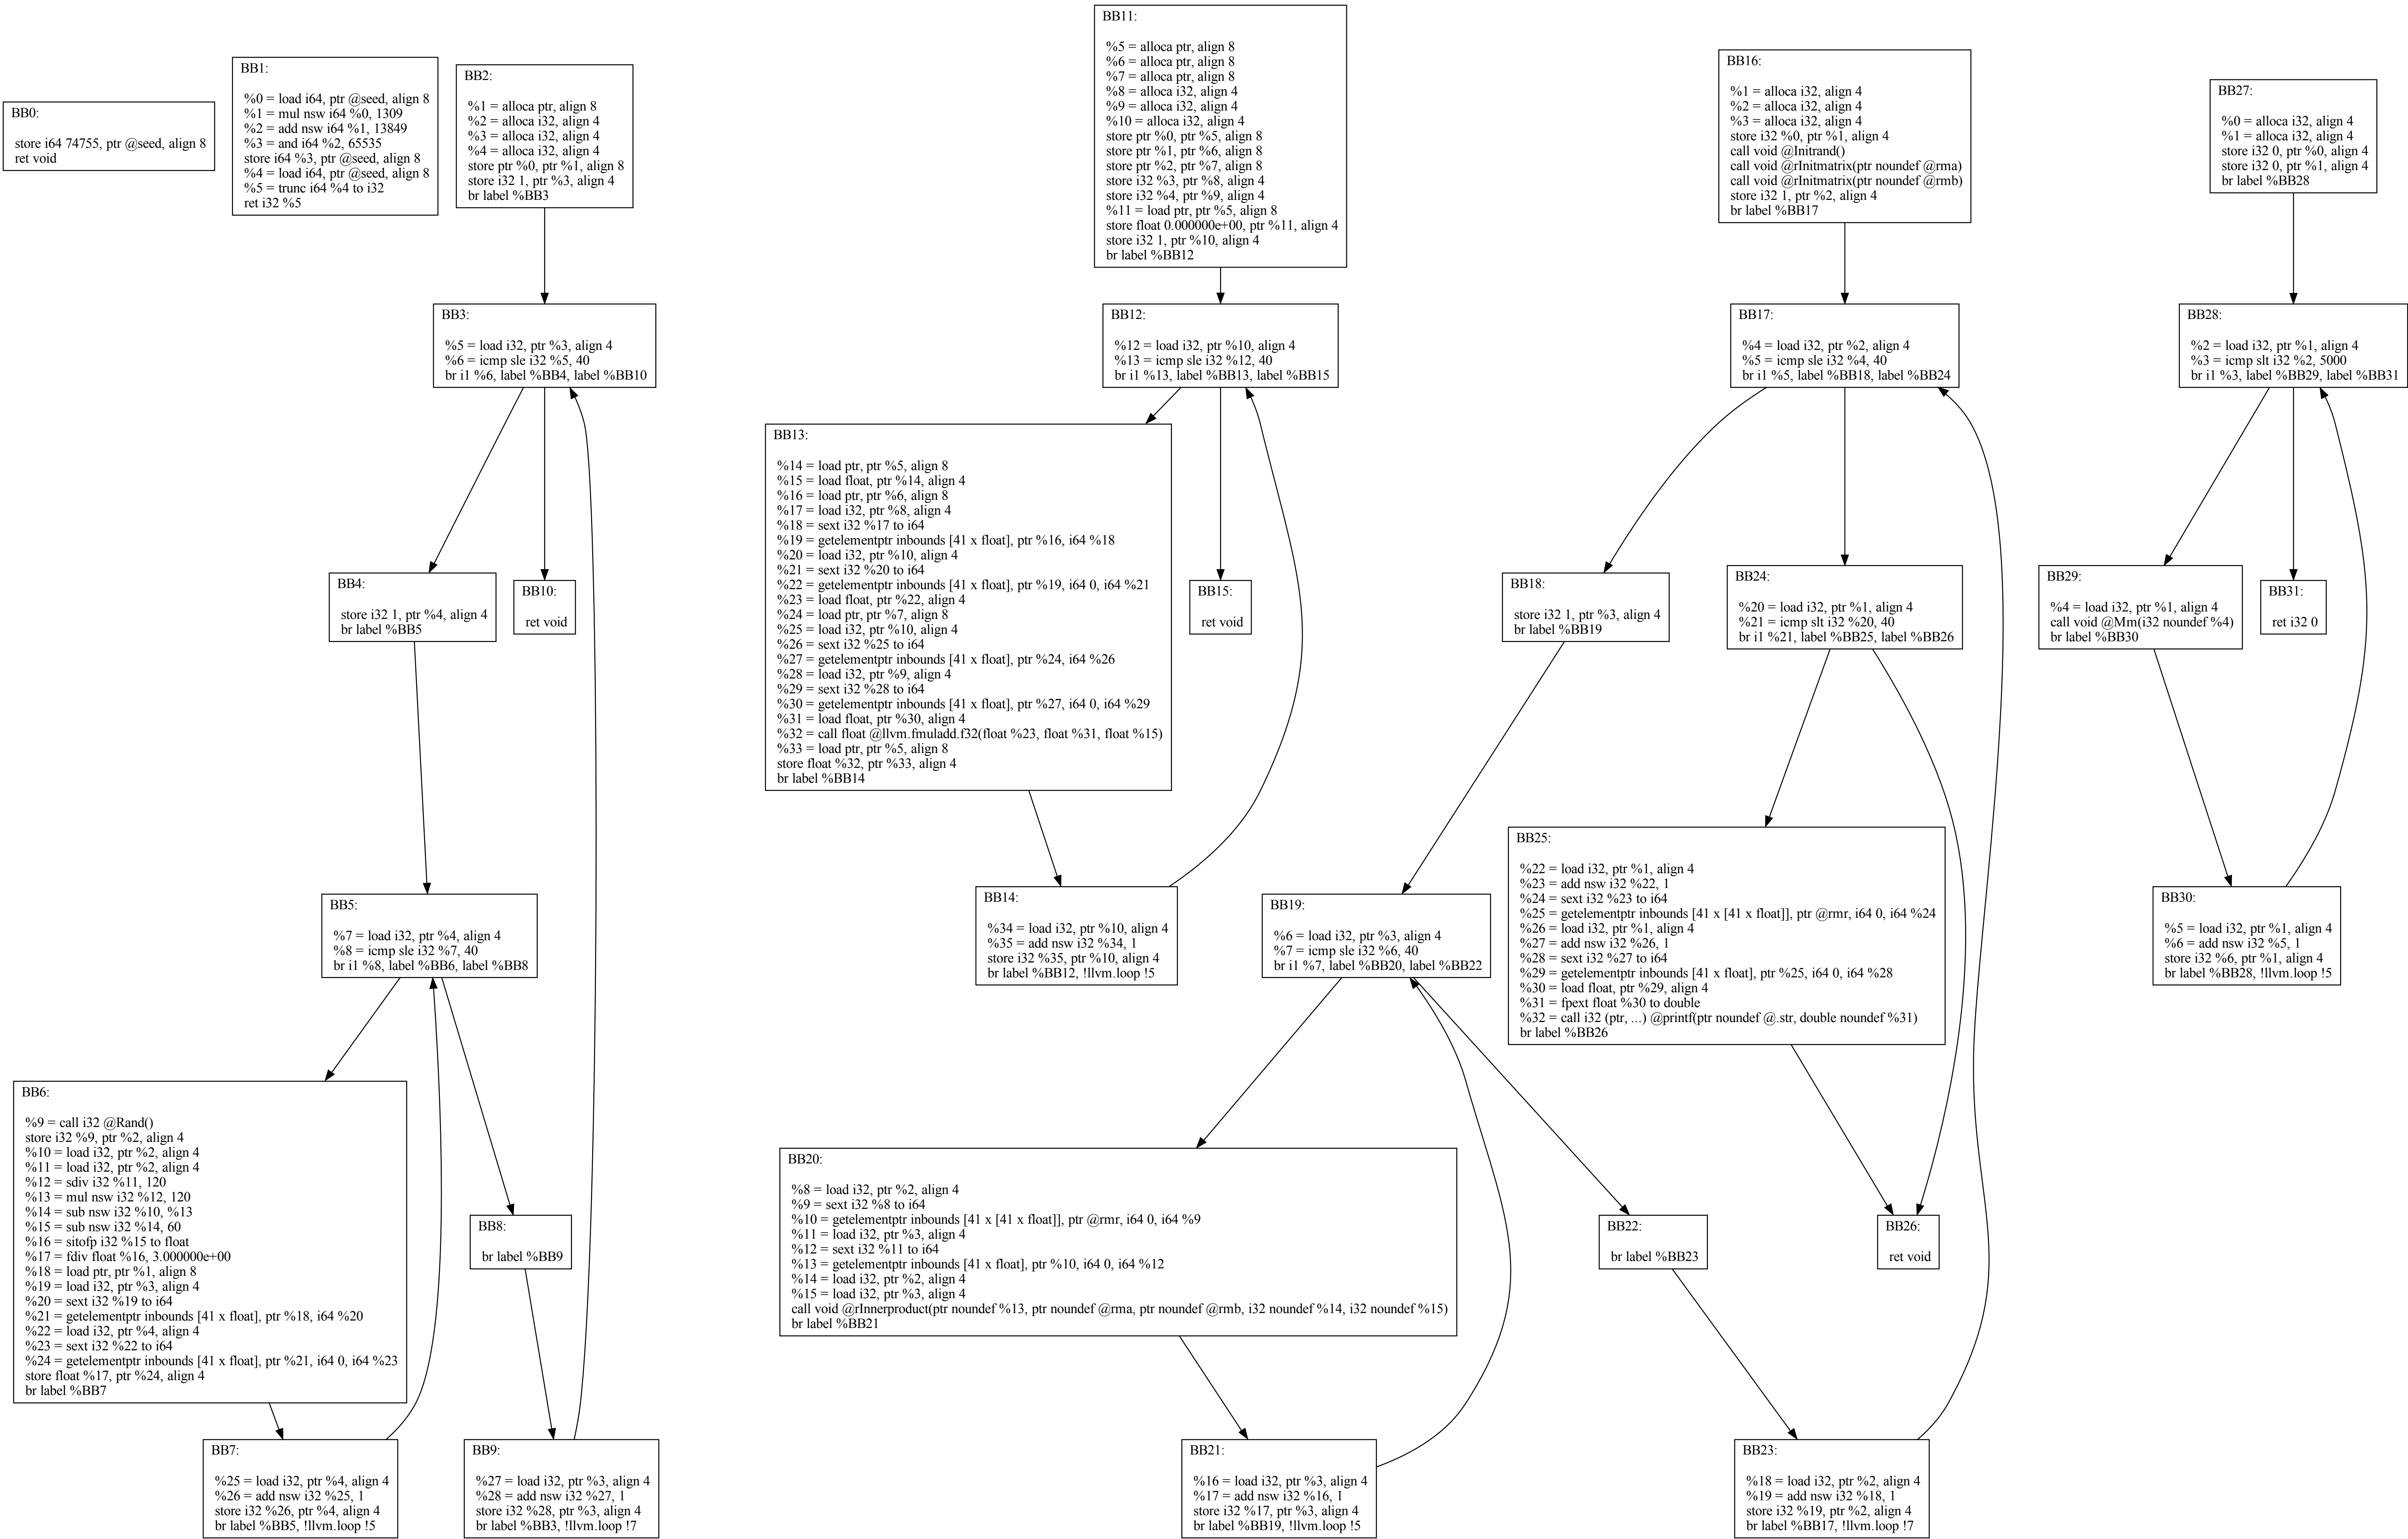 BB0:
store i64 74755, ptr @seed, align 8
ret void
BB1:
%0 = load i64, ptr @seed, align 8
%1 = mul nsw i64 %0, 1309
%2 = add nsw i64 %1, 13849
%3 = and i64 %2, 65535
store i64 %3, ptr @seed, align 8
%4 = load i64, ptr @seed, align 8
%5 = trunc i64 %4 to i32
ret i32 %5
BB2:
%1 = alloca ptr, align 8
%2 = alloca i32, align 4
%3 = alloca i32, align 4
%4 = alloca i32, align 4
store ptr %0, ptr %1, align 8
store i32 1, ptr %3, align 4
br label %BB3
BB3:
%5 = load i32, ptr %3, align 4
%6 = icmp sle i32 %5, 40
br i1 %6, label %BB4, label %BB10
BB4:
store i32 1, ptr %4, align 4
br label %BB5
BB10:
ret void
BB5:
%7 = load i32, ptr %4, align 4
%8 = icmp sle i32 %7, 40
br i1 %8, label %BB6, label %BB8
BB6:
%9 = call i32 @Rand()
store i32 %9, ptr %2, align 4
%10 = load i32, ptr %2, align 4
%11 = load i32, ptr %2, align 4
%12 = sdiv i32 %11, 120
%13 = mul nsw i32 %12, 120
%14 = sub nsw i32 %10, %13
%15 = sub nsw i32 %14, 60
%16 = sitofp i32 %15 to float
%17 = fdiv float %16, 3.000000e+00
%18 = load ptr, ptr %1, align 8
%19 = load i32, ptr %3, align 4
%20 = sext i32 %19 to i64
%21 = getelementptr inbounds [41 x float], ptr %18, i64 %20
%22 = load i32, ptr %4, align 4
%23 = sext i32 %22 to i64
%24 = getelementptr inbounds [41 x float], ptr %21, i64 0, i64 %23
store float %17, ptr %24, align 4
br label %BB7
BB8:
br label %BB9
BB7:
%25 = load i32, ptr %4, align 4
%26 = add nsw i32 %25, 1
store i32 %26, ptr %4, align 4
br label %BB5, !llvm.loop !5
BB9:
%27 = load i32, ptr %3, align 4
%28 = add nsw i32 %27, 1
store i32 %28, ptr %3, align 4
br label %BB3, !llvm.loop !7
BB11:
%5 = alloca ptr, align 8
%6 = alloca ptr, align 8
%7 = alloca ptr, align 8
%8 = alloca i32, align 4
%9 = alloca i32, align 4
%10 = alloca i32, align 4
store ptr %0, ptr %5, align 8
store ptr %1, ptr %6, align 8
store ptr %2, ptr %7, align 8
store i32 %3, ptr %8, align 4
store i32 %4, ptr %9, align 4
%11 = load ptr, ptr %5, align 8
store float 0.000000e+00, ptr %11, align 4
store i32 1, ptr %10, align 4
br label %BB12
BB12:
%12 = load i32, ptr %10, align 4
%13 = icmp sle i32 %12, 40
br i1 %13, label %BB13, label %BB15
BB13:
%14 = load ptr, ptr %5, align 8
%15 = load float, ptr %14, align 4
%16 = load ptr, ptr %6, align 8
%17 = load i32, ptr %8, align 4
%18 = sext i32 %17 to i64
%19 = getelementptr inbounds [41 x float], ptr %16, i64 %18
%20 = load i32, ptr %10, align 4
%21 = sext i32 %20 to i64
%22 = getelementptr inbounds [41 x float], ptr %19, i64 0, i64 %21
%23 = load float, ptr %22, align 4
%24 = load ptr, ptr %7, align 8
%25 = load i32, ptr %10, align 4
%26 = sext i32 %25 to i64
%27 = getelementptr inbounds [41 x float], ptr %24, i64 %26
%28 = load i32, ptr %9, align 4
%29 = sext i32 %28 to i64
%30 = getelementptr inbounds [41 x float], ptr %27, i64 0, i64 %29
%31 = load float, ptr %30, align 4
%32 = call float @llvm.fmuladd.f32(float %23, float %31, float %15)
%33 = load ptr, ptr %5, align 8
store float %32, ptr %33, align 4
br label %BB14
BB15:
ret void
BB14:
%34 = load i32, ptr %10, align 4
%35 = add nsw i32 %34, 1
store i32 %35, ptr %10, align 4
br label %BB12, !llvm.loop !5
BB16:
%1 = alloca i32, align 4
%2 = alloca i32, align 4
%3 = alloca i32, align 4
store i32 %0, ptr %1, align 4
call void @Initrand()
call void @rInitmatrix(ptr noundef @rma)
call void @rInitmatrix(ptr noundef @rmb)
store i32 1, ptr %2, align 4
br label %BB17
BB17:
%4 = load i32, ptr %2, align 4
%5 = icmp sle i32 %4, 40
br i1 %5, label %BB18, label %BB24
BB18:
store i32 1, ptr %3, align 4
br label %BB19
BB24:
%20 = load i32, ptr %1, align 4
%21 = icmp slt i32 %20, 40
br i1 %21, label %BB25, label %BB26
BB19:
%6 = load i32, ptr %3, align 4
%7 = icmp sle i32 %6, 40
br i1 %7, label %BB20, label %BB22
BB25:
%22 = load i32, ptr %1, align 4
%23 = add nsw i32 %22, 1
%24 = sext i32 %23 to i64
%25 = getelementptr inbounds [41 x [41 x float]], ptr @rmr, i64 0, i64 %24
%26 = load i32, ptr %1, align 4
%27 = add nsw i32 %26, 1
%28 = sext i32 %27 to i64
%29 = getelementptr inbounds [41 x float], ptr %25, i64 0, i64 %28
%30 = load float, ptr %29, align 4
%31 = fpext float %30 to double
%32 = call i32 (ptr, ...) @printf(ptr noundef @.str, double noundef %31)
br label %BB26
BB20:
%8 = load i32, ptr %2, align 4
%9 = sext i32 %8 to i64
%10 = getelementptr inbounds [41 x [41 x float]], ptr @rmr, i64 0, i64 %9
%11 = load i32, ptr %3, align 4
%12 = sext i32 %11 to i64
%13 = getelementptr inbounds [41 x float], ptr %10, i64 0, i64 %12
%14 = load i32, ptr %2, align 4
%15 = load i32, ptr %3, align 4
call void @rInnerproduct(ptr noundef %13, ptr noundef @rma, ptr noundef @rmb, i32 noundef %14, i32 noundef %15)
br label %BB21
BB22:
br label %BB23
BB26:
ret void
BB21:
%16 = load i32, ptr %3, align 4
%17 = add nsw i32 %16, 1
store i32 %17, ptr %3, align 4
br label %BB19, !llvm.loop !5
BB23:
%18 = load i32, ptr %2, align 4
%19 = add nsw i32 %18, 1
store i32 %19, ptr %2, align 4
br label %BB17, !llvm.loop !7
BB27:
%0 = alloca i32, align 4
%1 = alloca i32, align 4
store i32 0, ptr %0, align 4
store i32 0, ptr %1, align 4
br label %BB28
BB28:
%2 = load i32, ptr %1, align 4
%3 = icmp slt i32 %2, 5000
br i1 %3, label %BB29, label %BB31
BB29:
%4 = load i32, ptr %1, align 4
call void @Mm(i32 noundef %4)
br label %BB30
BB31:
ret i32 0
BB30:
%5 = load i32, ptr %1, align 4
%6 = add nsw i32 %5, 1
store i32 %6, ptr %1, align 4
br label %BB28, !llvm.loop !5